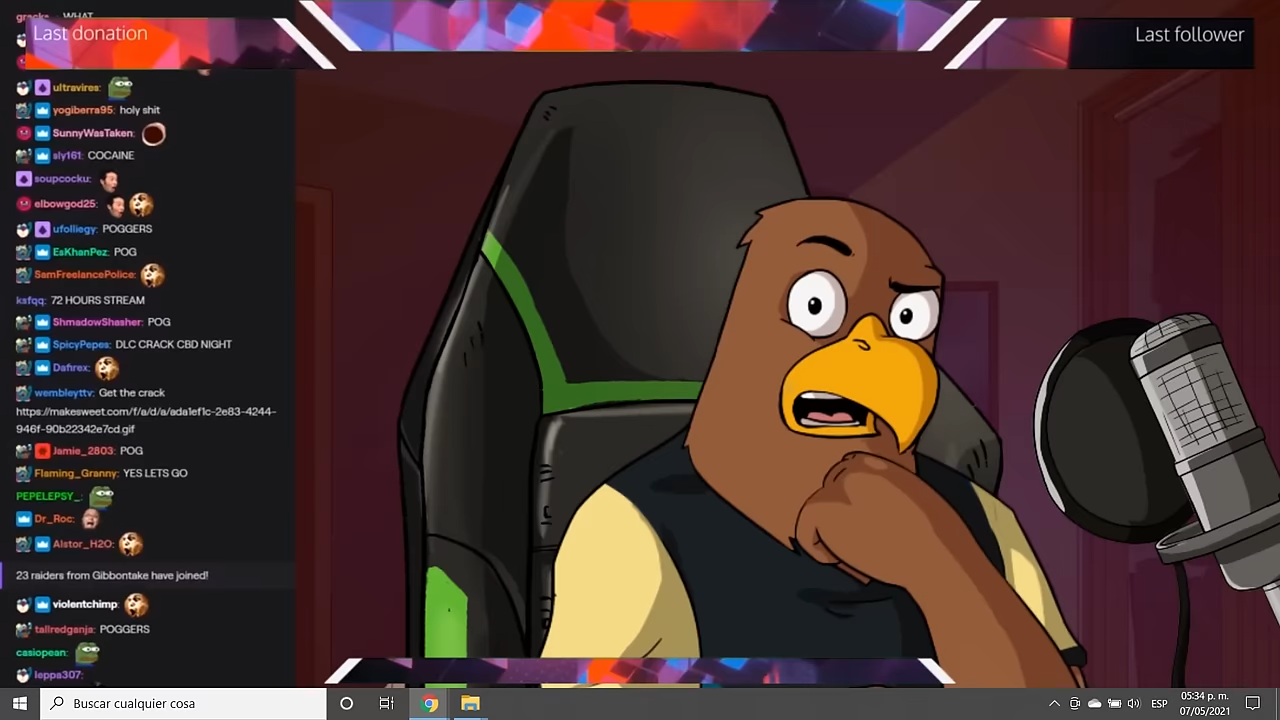 WHAT
Last donation
Last follower
ultravires:
yogiberra95: holy shit
SunnyWasTaken:
sly161: COCAINE
soupcocku:
elbowgod25:
ufolliegy: POGGERS
EsKhanPez: POG
SamFreelancePolice:
ksfqq: 72 HOURS STREAM
ShmadowShasher: POG
SpicyPepes: DLC CRACK CBD NIGHT
Dafirex:
wembleyttv: Get the crack
https://makesweet.com/f/a/d/a/ada1ef1c-2e83-4244-
946f-90b22342e7cd.gif
Jamie_2803: POG
Flaming_Granny: YES LETS GO
PEPELEPSY_:
Dr_Roc:
Alstor_H2O:
23 raiders from Gibbontake have joined!
violentchimp:
tallredganja: POGGERS
casiopean:
leppa307:
Buscar cualquier cosa
ESP
05:34 p. m.
07/05/2021